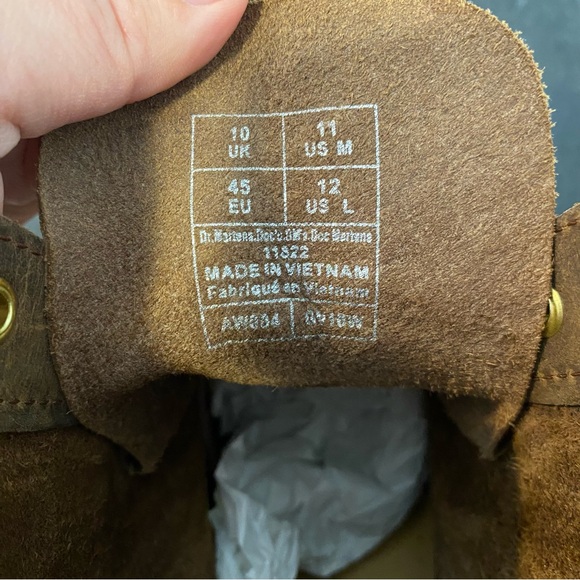 10 11
UK US M
45 12
EU US L
Dr.Martens.Doc's.DM's.Doc Martens
11822
MADE IN VIETNAM
Fabriqué en Vietnam
AW004